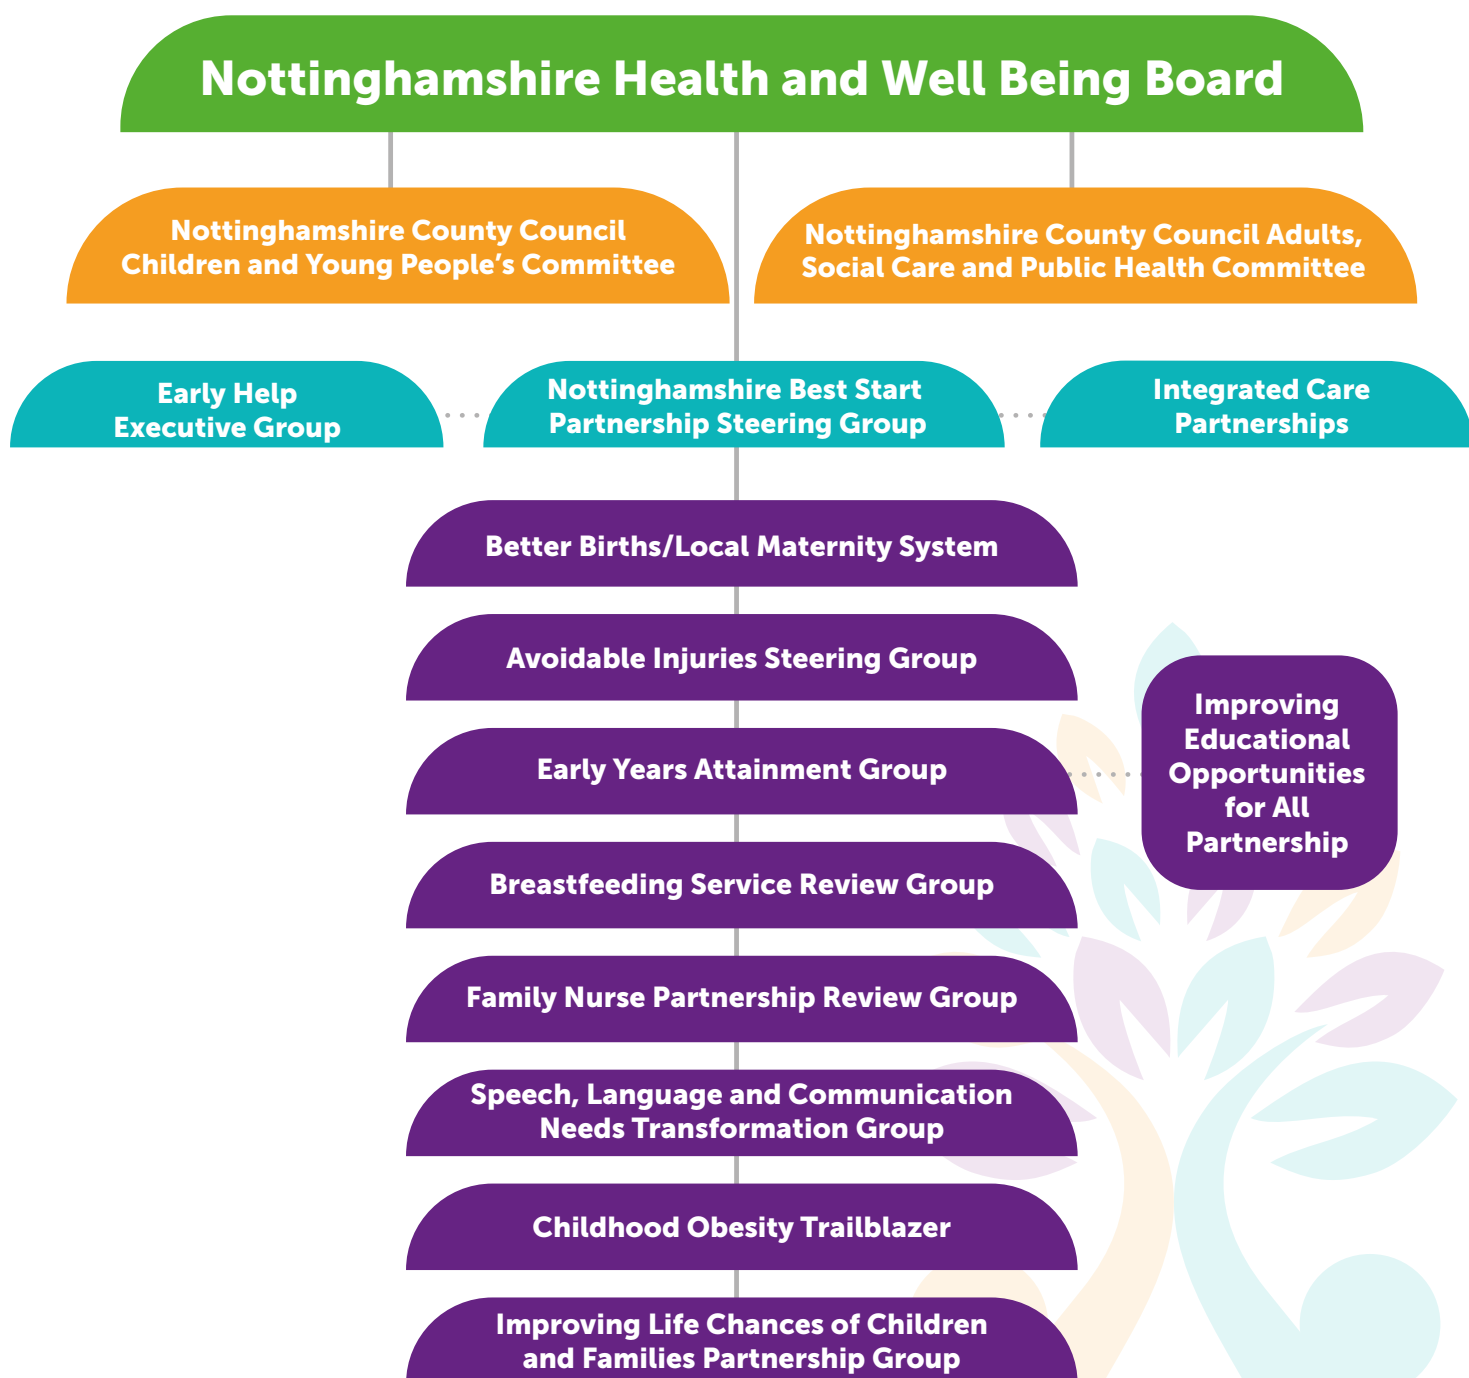 Nottinghamshire Health and Well Being Board
Nottinghamshire County Council
Children and Young People’s Committee
Nottinghamshire County Council Adults,
Social Care and Public Health Committee
Early Help
Executive Group
Nottinghamshire Best Start
Partnership Steering Group
Integrated Care
Partnerships
Better Births/Local Maternity System
Avoidable Injuries Steering Group
Early Years Attainment Group
Improving
Educational
Opportunities
for All
Partnership
Breastfeeding Service Review Group
Family Nurse Partnership Review Group
Speech, Language and Communication
Needs Transformation Group
Childhood Obesity Trailblazer
Improving Life Chances of Children
and Families Partnership Group